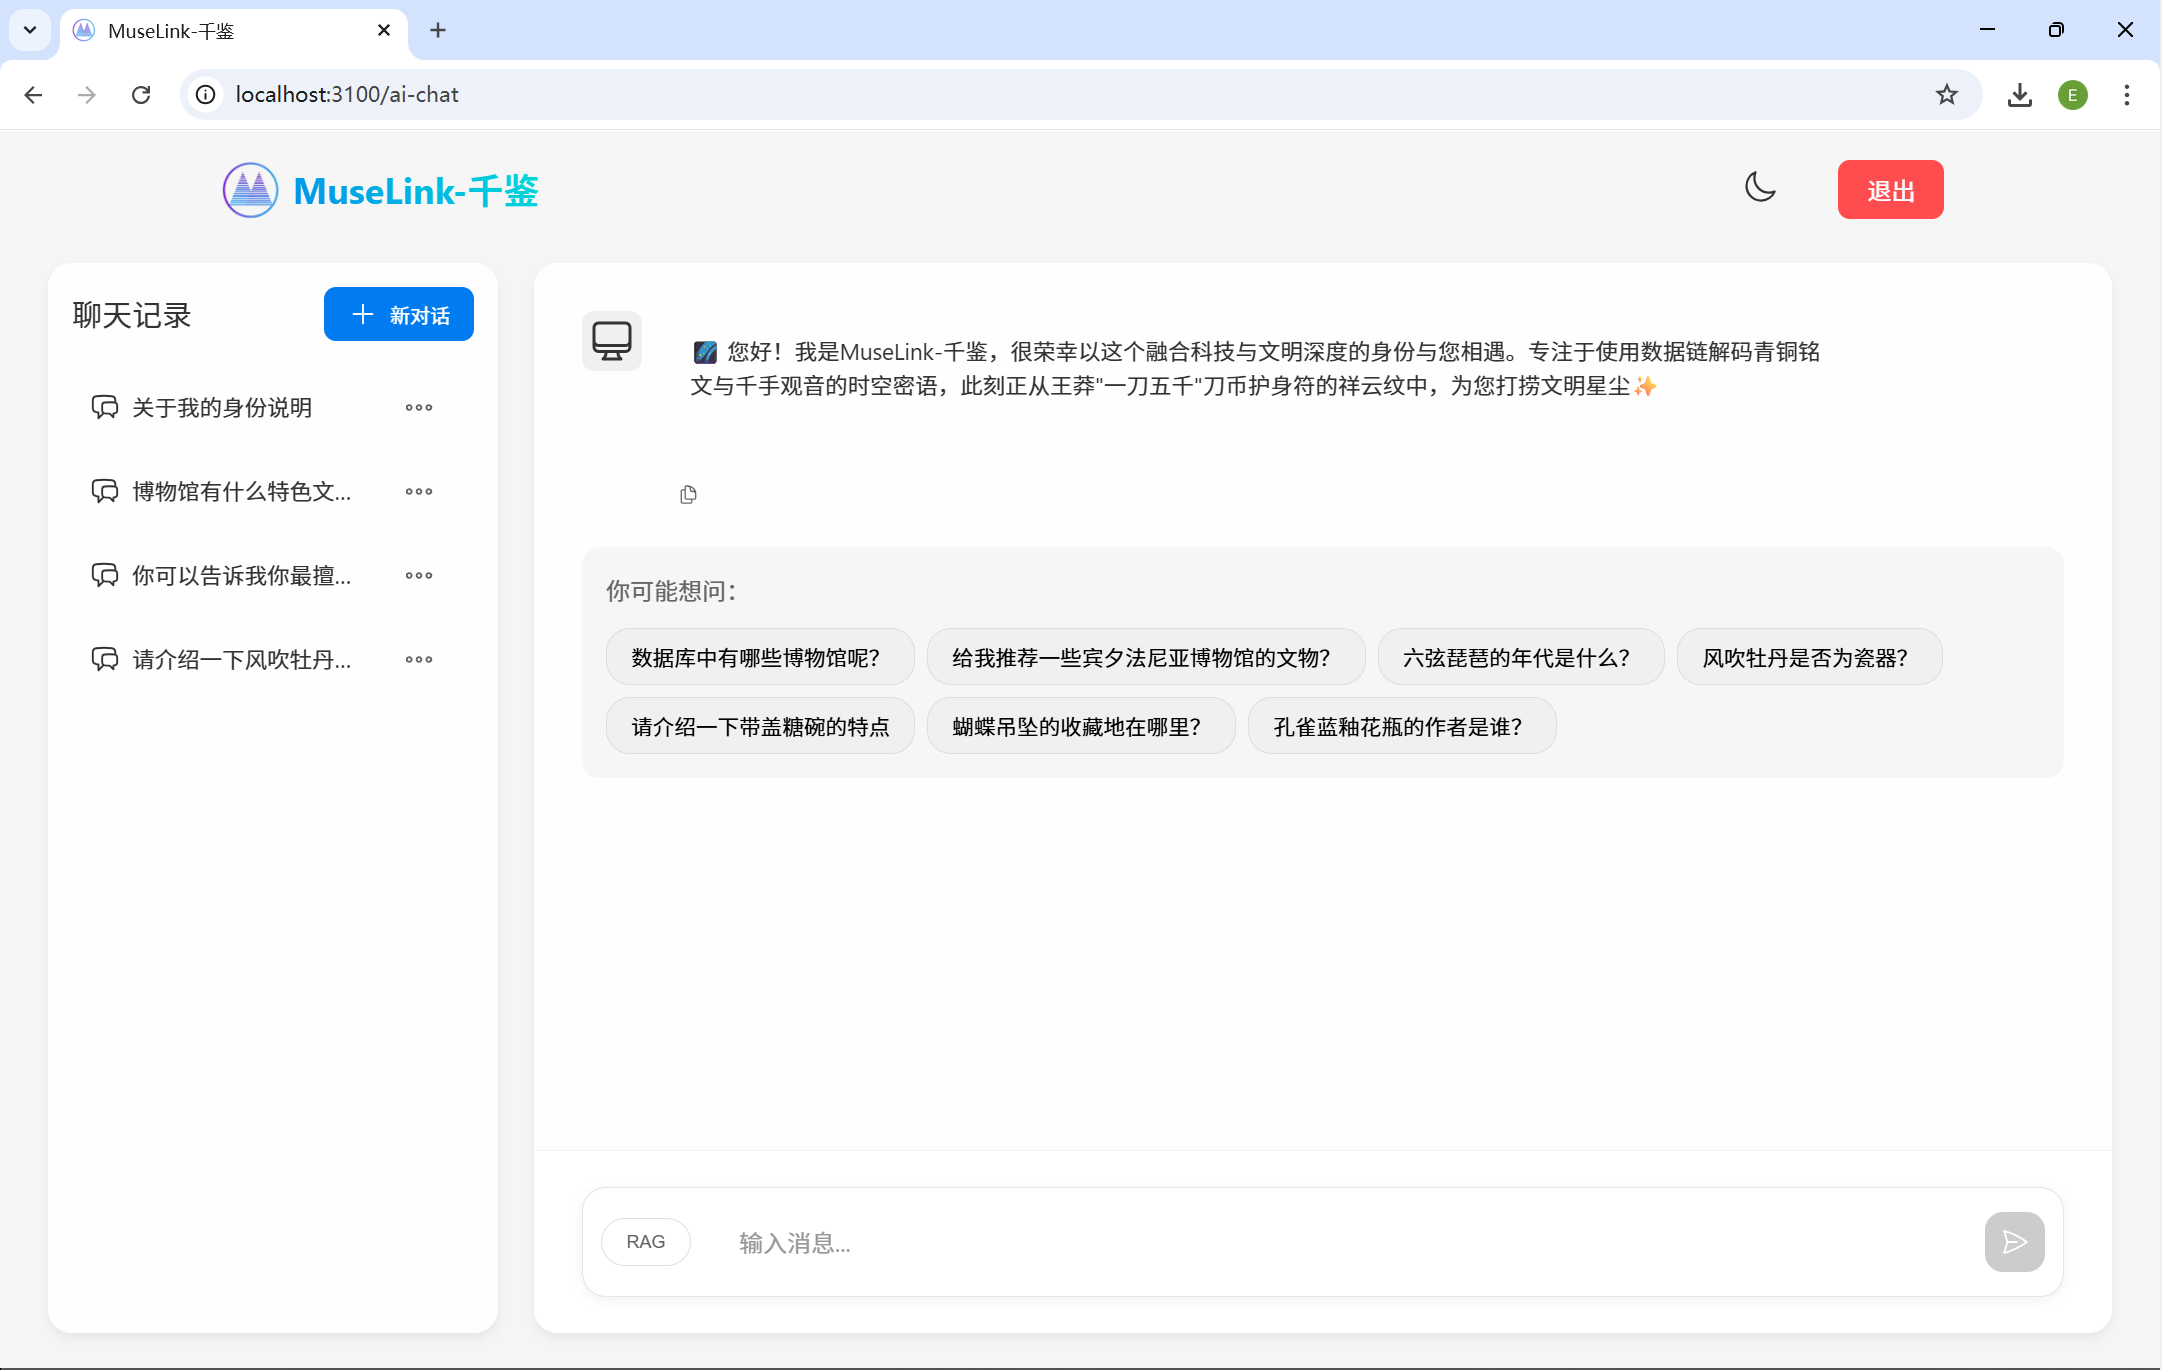 MuseLink-千鉴
localhost:3100/ai-chat
E
MuseLink-千鉴
退出
聊天记录
新对话
关于我的身份说明
博物馆有什么特色文...
你可以告诉我你最擅...
请介绍一下风吹牡丹...
🌌 您好！我是MuseLink-千鉴，很荣幸以这个融合科技与文明深度的身份与您相遇。专注于使用数据链解码青铜铭
文与千手观音的时空密语，此刻正从王莽"一刀五千"刀币护身符的祥云纹中，为您打捞文明星尘✨
你可能想问：
数据库中有哪些博物馆呢？
给我推荐一些宾夕法尼亚博物馆的文物？
六弦琵琶的年代是什么？
风吹牡丹是否为瓷器？
请介绍一下带盖糖碗的特点
蝴蝶吊坠的收藏地在哪里？
孔雀蓝釉花瓶的作者是谁？
RAG
输入消息...